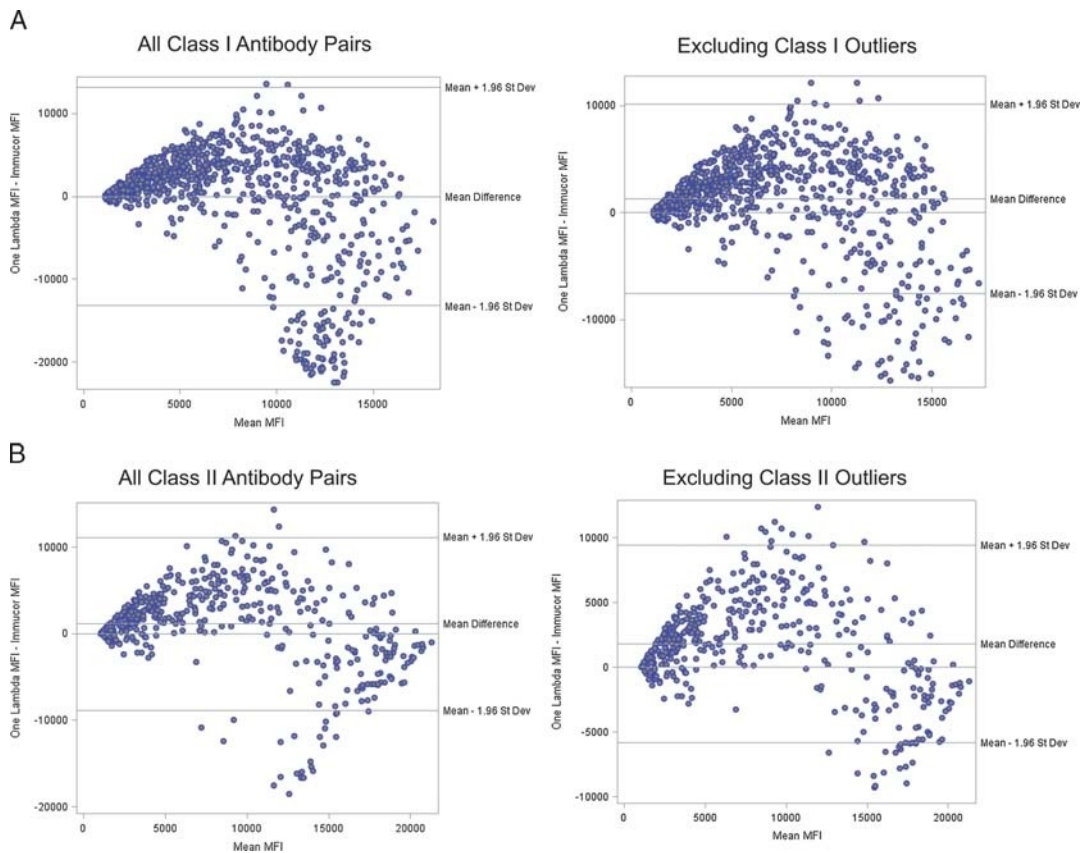 A
All Class I Antibody Pairs
One Lambda MFI - Immucor MFI
10000
0
-10000
-20000
Mean + 1.96 St Dev
Mean Difference
Mean - 1.96 St Dev
0 5000 10000 15000
Mean MFI
Excluding Class I Outliers
One Lambda MFI - Immucor MFI
10000
0
-10000
Mean + 1.96 St Dev
Mean Difference
Mean - 1.96 St Dev
0 5000 10000 15000
Mean MFI
B
All Class II Antibody Pairs
One Lambda MFI - Immucor MFI
10000
0
-10000
-20000
Mean + 1.96 St Dev
Mean Difference
Mean - 1.96 St Dev
0 5000 10000 15000 20000
Mean MFI
Excluding Class II Outliers
One Lambda MFI - Immucor MFI
10000
5000
0
-5000
-10000
Mean + 1.96 St Dev
Mean Difference
Mean - 1.96 St Dev
0 5000 10000 15000 20000
Mean MFI